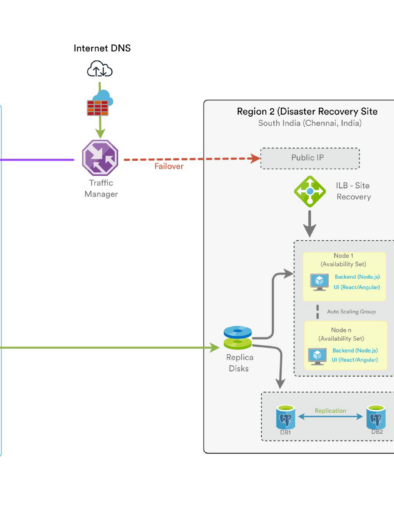 Internet DNS
Region 2 (Disaster Recovery Site
South India (Chennai, India)
Public IP
Failover
Traffic
Manager
ILB - Site
Recovery
Node 1
(Availability Set)
Backend (Node.js)
UI (React/Angular)
Auto Scaling Group
Node n
(Availability Set)
Backend (Node.js)
UI (React/Angular)
Replica
Disks
Replication
DB1
DB2